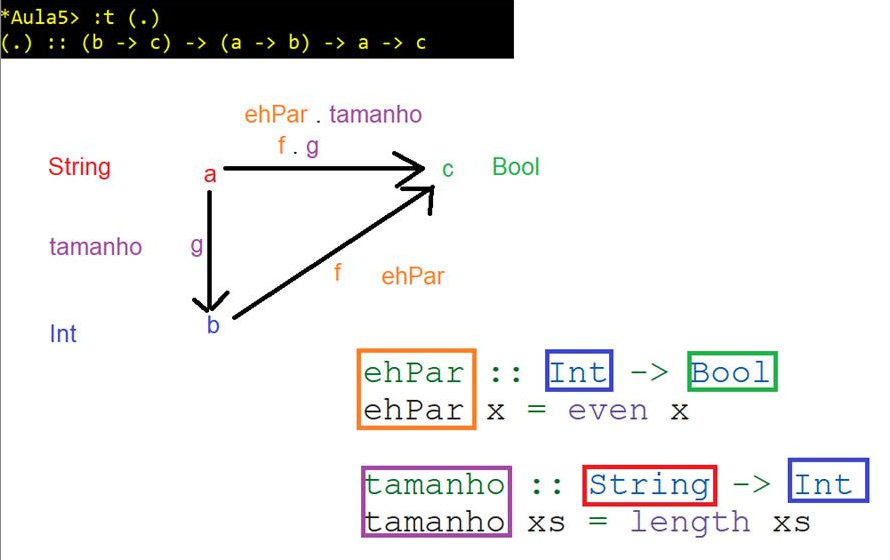 *Aula5> :t (.)
(.) :: (b -> c) -> (a -> b) -> a -> c
ehPar . tamanho
f . g
String a c Bool
tamanho g
f ehPar
b
Int
ehPar :: Int -> Bool
ehPar x = even x
tamanho :: String -> Int
tamanho xs = length xs